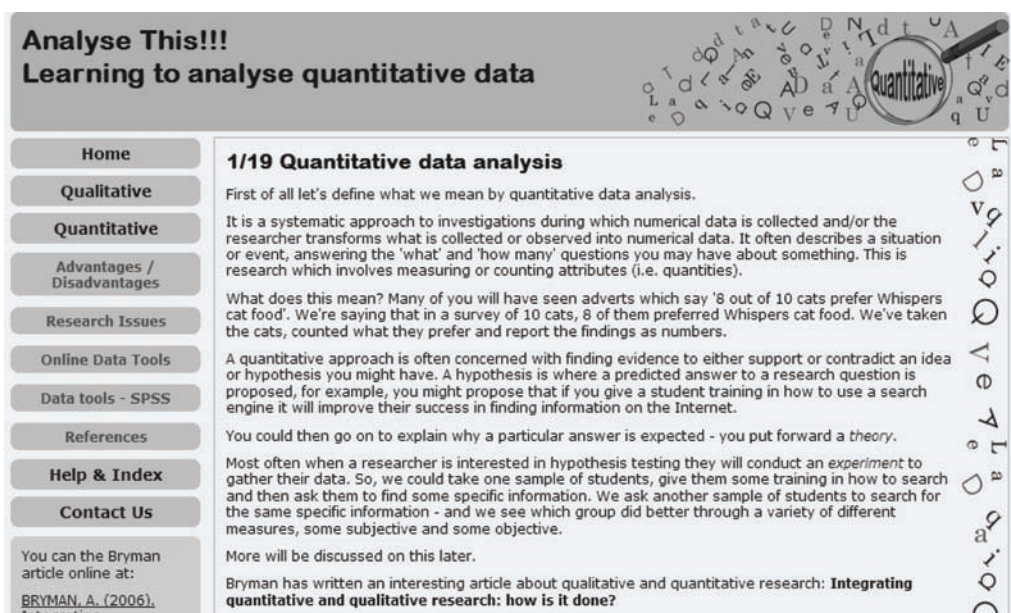 Analyse This!!!
Learning to analyse quantitative data
Quantitative
Home
Qualitative
Quantitative
Advantages /
Disadvantages
Research Issues
Online Data Tools
Data tools - SPSS
References
Help & Index
Contact Us
You can the Bryman
article online at:
BRYMAN, A. (2006).
1/19 Quantitative data analysis
First of all let's define what we mean by quantitative data analysis.
It is a systematic approach to investigations during which numerical data is collected and/or the
researcher transforms what is collected or observed into numerical data. It often describes a situation
or event, answering the 'what' and 'how many' questions you may have about something. This is
research which involves measuring or counting attributes (i.e. quantities).
What does this mean? Many of you will have seen adverts which say '8 out of 10 cats prefer Whispers
cat food'. We're saying that in a survey of 10 cats, 8 of them preferred Whispers cat food. We've taken
the cats, counted what they prefer and report the findings as numbers.
A quantitative approach is often concerned with finding evidence to either support or contradict an idea
or hypothesis you might have. A hypothesis is where a predicted answer to a research question is
proposed, for example, you might propose that if you give a student training in how to use a search
engine it will improve their success in finding information on the Internet.
You could then go on to explain why a particular answer is expected - you put forward a theory.
Most often when a researcher is interested in hypothesis testing they will conduct an experiment to
gather their data. So, we could take one sample of students, give them some training in how to search
and then ask them to find some specific information. We ask another sample of students to search for
the same specific information - and we see which group did better through a variety of different
measures, some subjective and some objective.
More will be discussed on this later.
Bryman has written an interesting article about qualitative and quantitative research: Integrating
quantitative and qualitative research: how is it done?